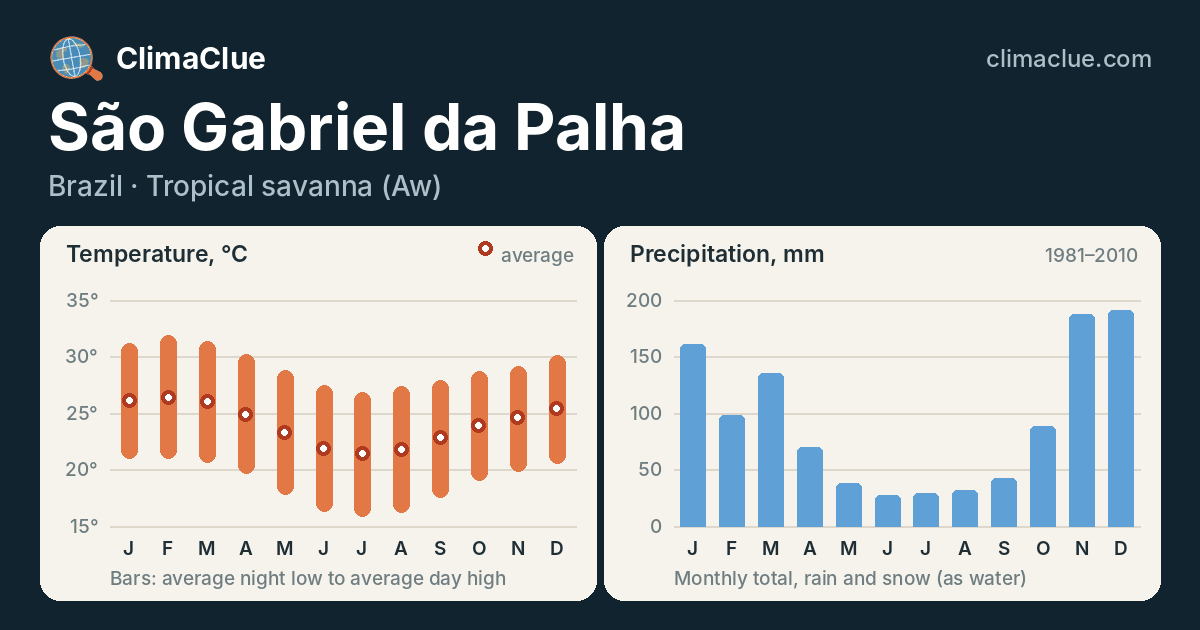 ClimaClue
climaclue.com
São Gabriel da Palha
Brazil · Tropical savanna (Aw)
Temperature, °C
average
35°
30°
25°
20°
15°
J F M A M J J A S O N D
Bars: average night low to average day high
Precipitation, mm
1981–2010
200
150
100
50
0
J F M A M J J A S O N D
Monthly total, rain and snow (as water)